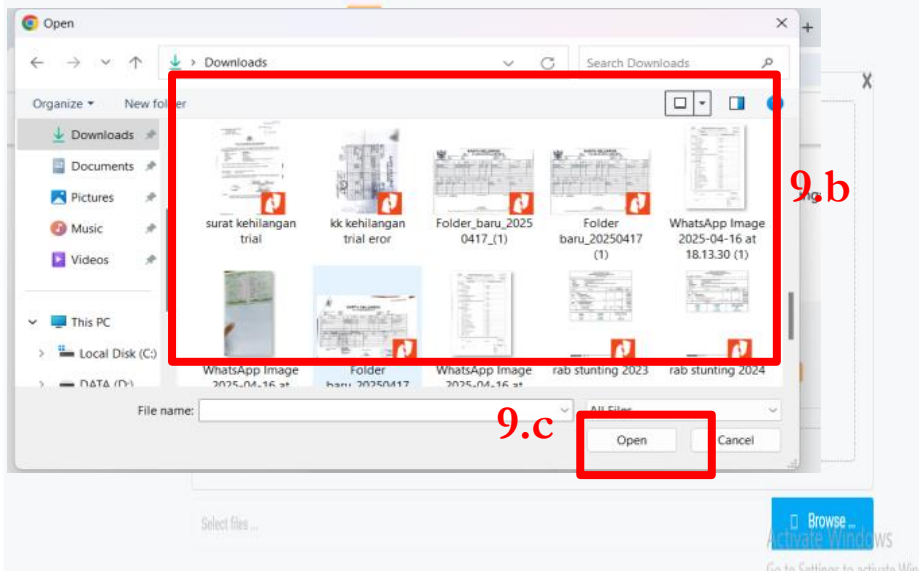 Open
Downloads
Search Downloads
Organize
New folder
Downloads
Documents
Pictures
Music
Videos
This PC
Local Disk (C:)
DATA (D:)
surat kehilangan
trial
kk kehilangan
trial eror
Folder_baru_2025
0417_(1)
Folder
baru_20250417
(1)
WhatsApp Image
2025-04-16 at
18.13.30 (1)
9.b
WhatsApp Image
2025-04-16 at
Folder
baru_20250417
WhatsApp Image
2025-04-16 at
rab stunting 2023
rab stunting 2024
File name:
All Files
9.c
Open
Cancel
Select files ...
Browse ...
Activate Windows
Go to Settings to activate Win